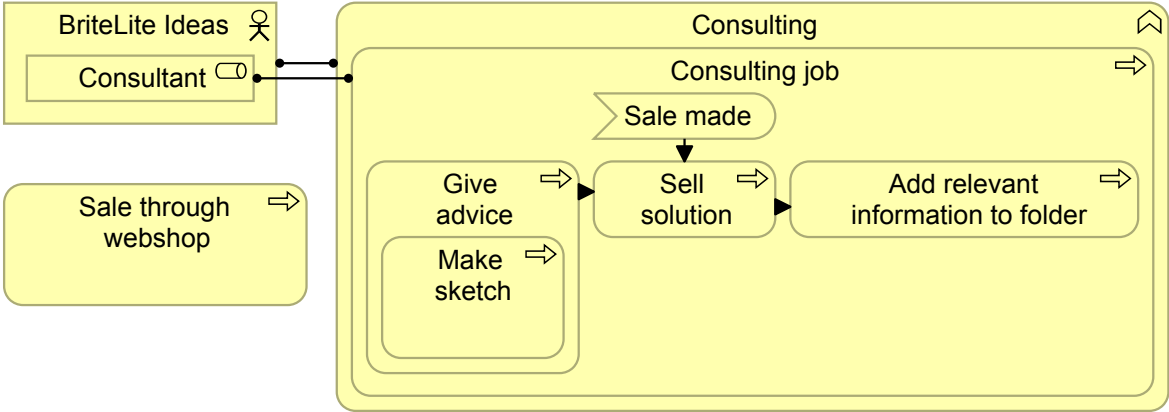 BriteLite Ideas
Consultant
Consulting
Consulting job
Sale made
Give
advice
Make
sketch
Sell
solution
Add relevant
information to folder
Sale through
webshop